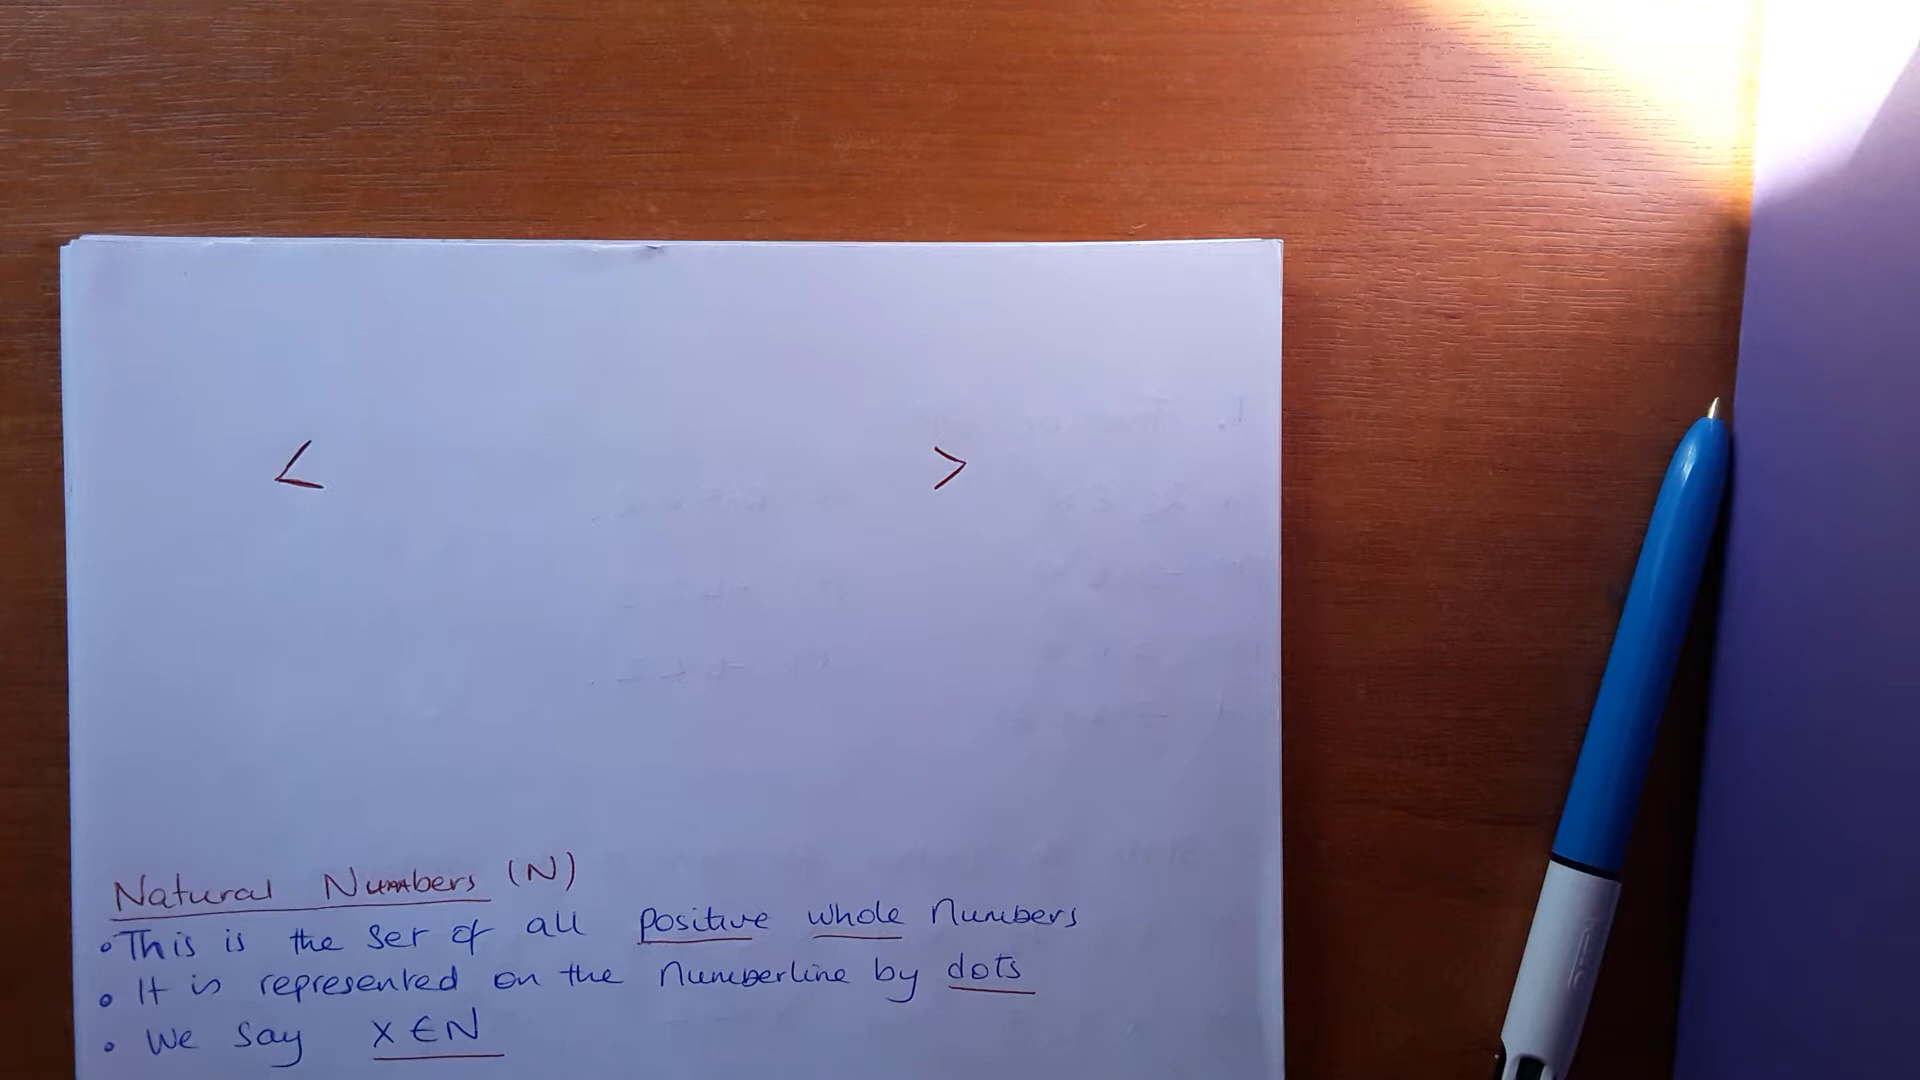 < >
Natural Numbers (N)
• This is the set of all positive whole numbers
• It is represented on the numberline by dots
• We say x ∈ N